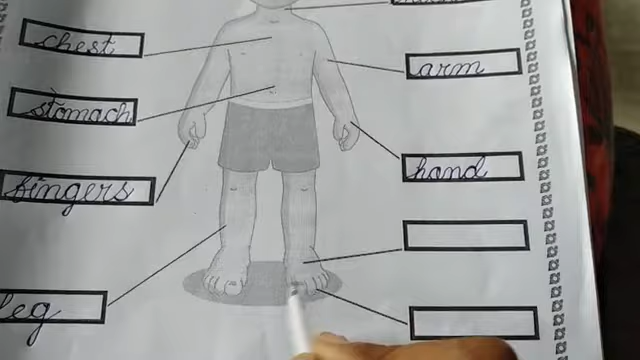 chest
arm
stomach
hand
fingers
leg